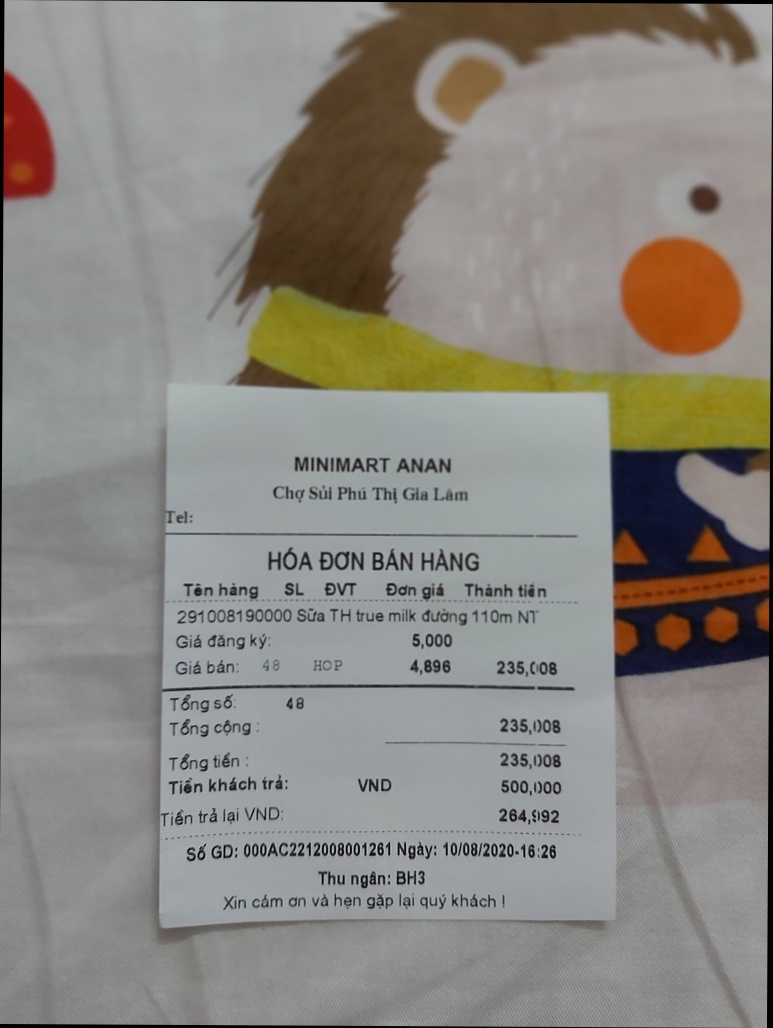 MINIMART ANAN
Chợ Sủi Phú Thị Gia Lâm
Tel:
HÓA ĐƠN BÁN HÀNG
Tên hàng SL ĐVT Đơn giá Thành tiền
291008190000 Sữa TH true milk đường 110m NT
Giá đăng ký: 5,000
Giá bán: 48 HOP 4,896 235,008
Tổng số: 48
Tổng cộng : 235,008
Tổng tiền : 235,008
Tiền khách trả: VND 500,000
Tiền trả lại VND: 264,992
Số GD: 000AC2212008001261 Ngày: 10/08/2020-16:26
Thu ngân: BH3
Xin cám ơn và hẹn gặp lại quý khách !